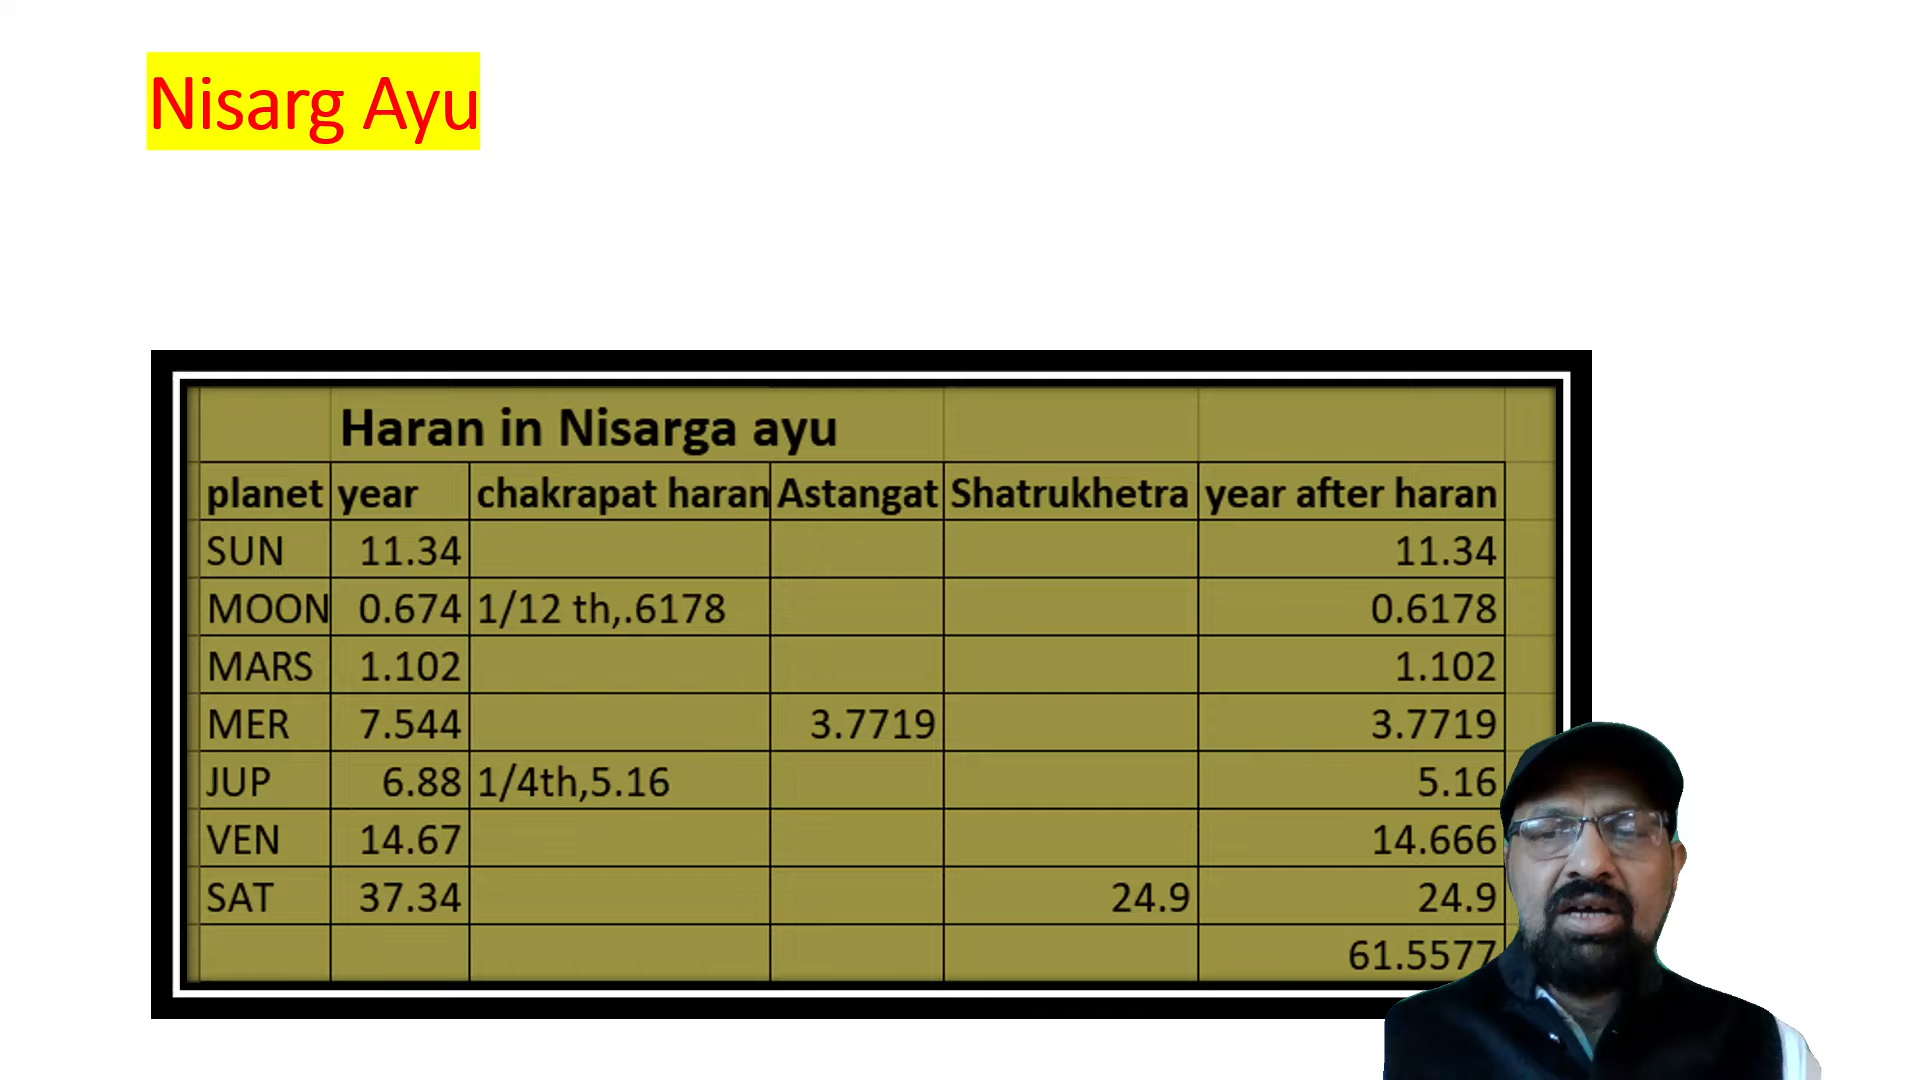 Nisarg Ayu
Haran in Nisarga ayu
planet year chakrapat haran Astangat Shatrukhetra year after haran
SUN 11.34 11.34
MOON 0.674 1/12 th,.6178 0.6178
MARS 1.102 1.102
MER 7.544 3.7719 3.7719
JUP 6.88 1/4th,5.16 5.16
VEN 14.67 14.666
SAT 37.34 24.9 24.9
61.5577